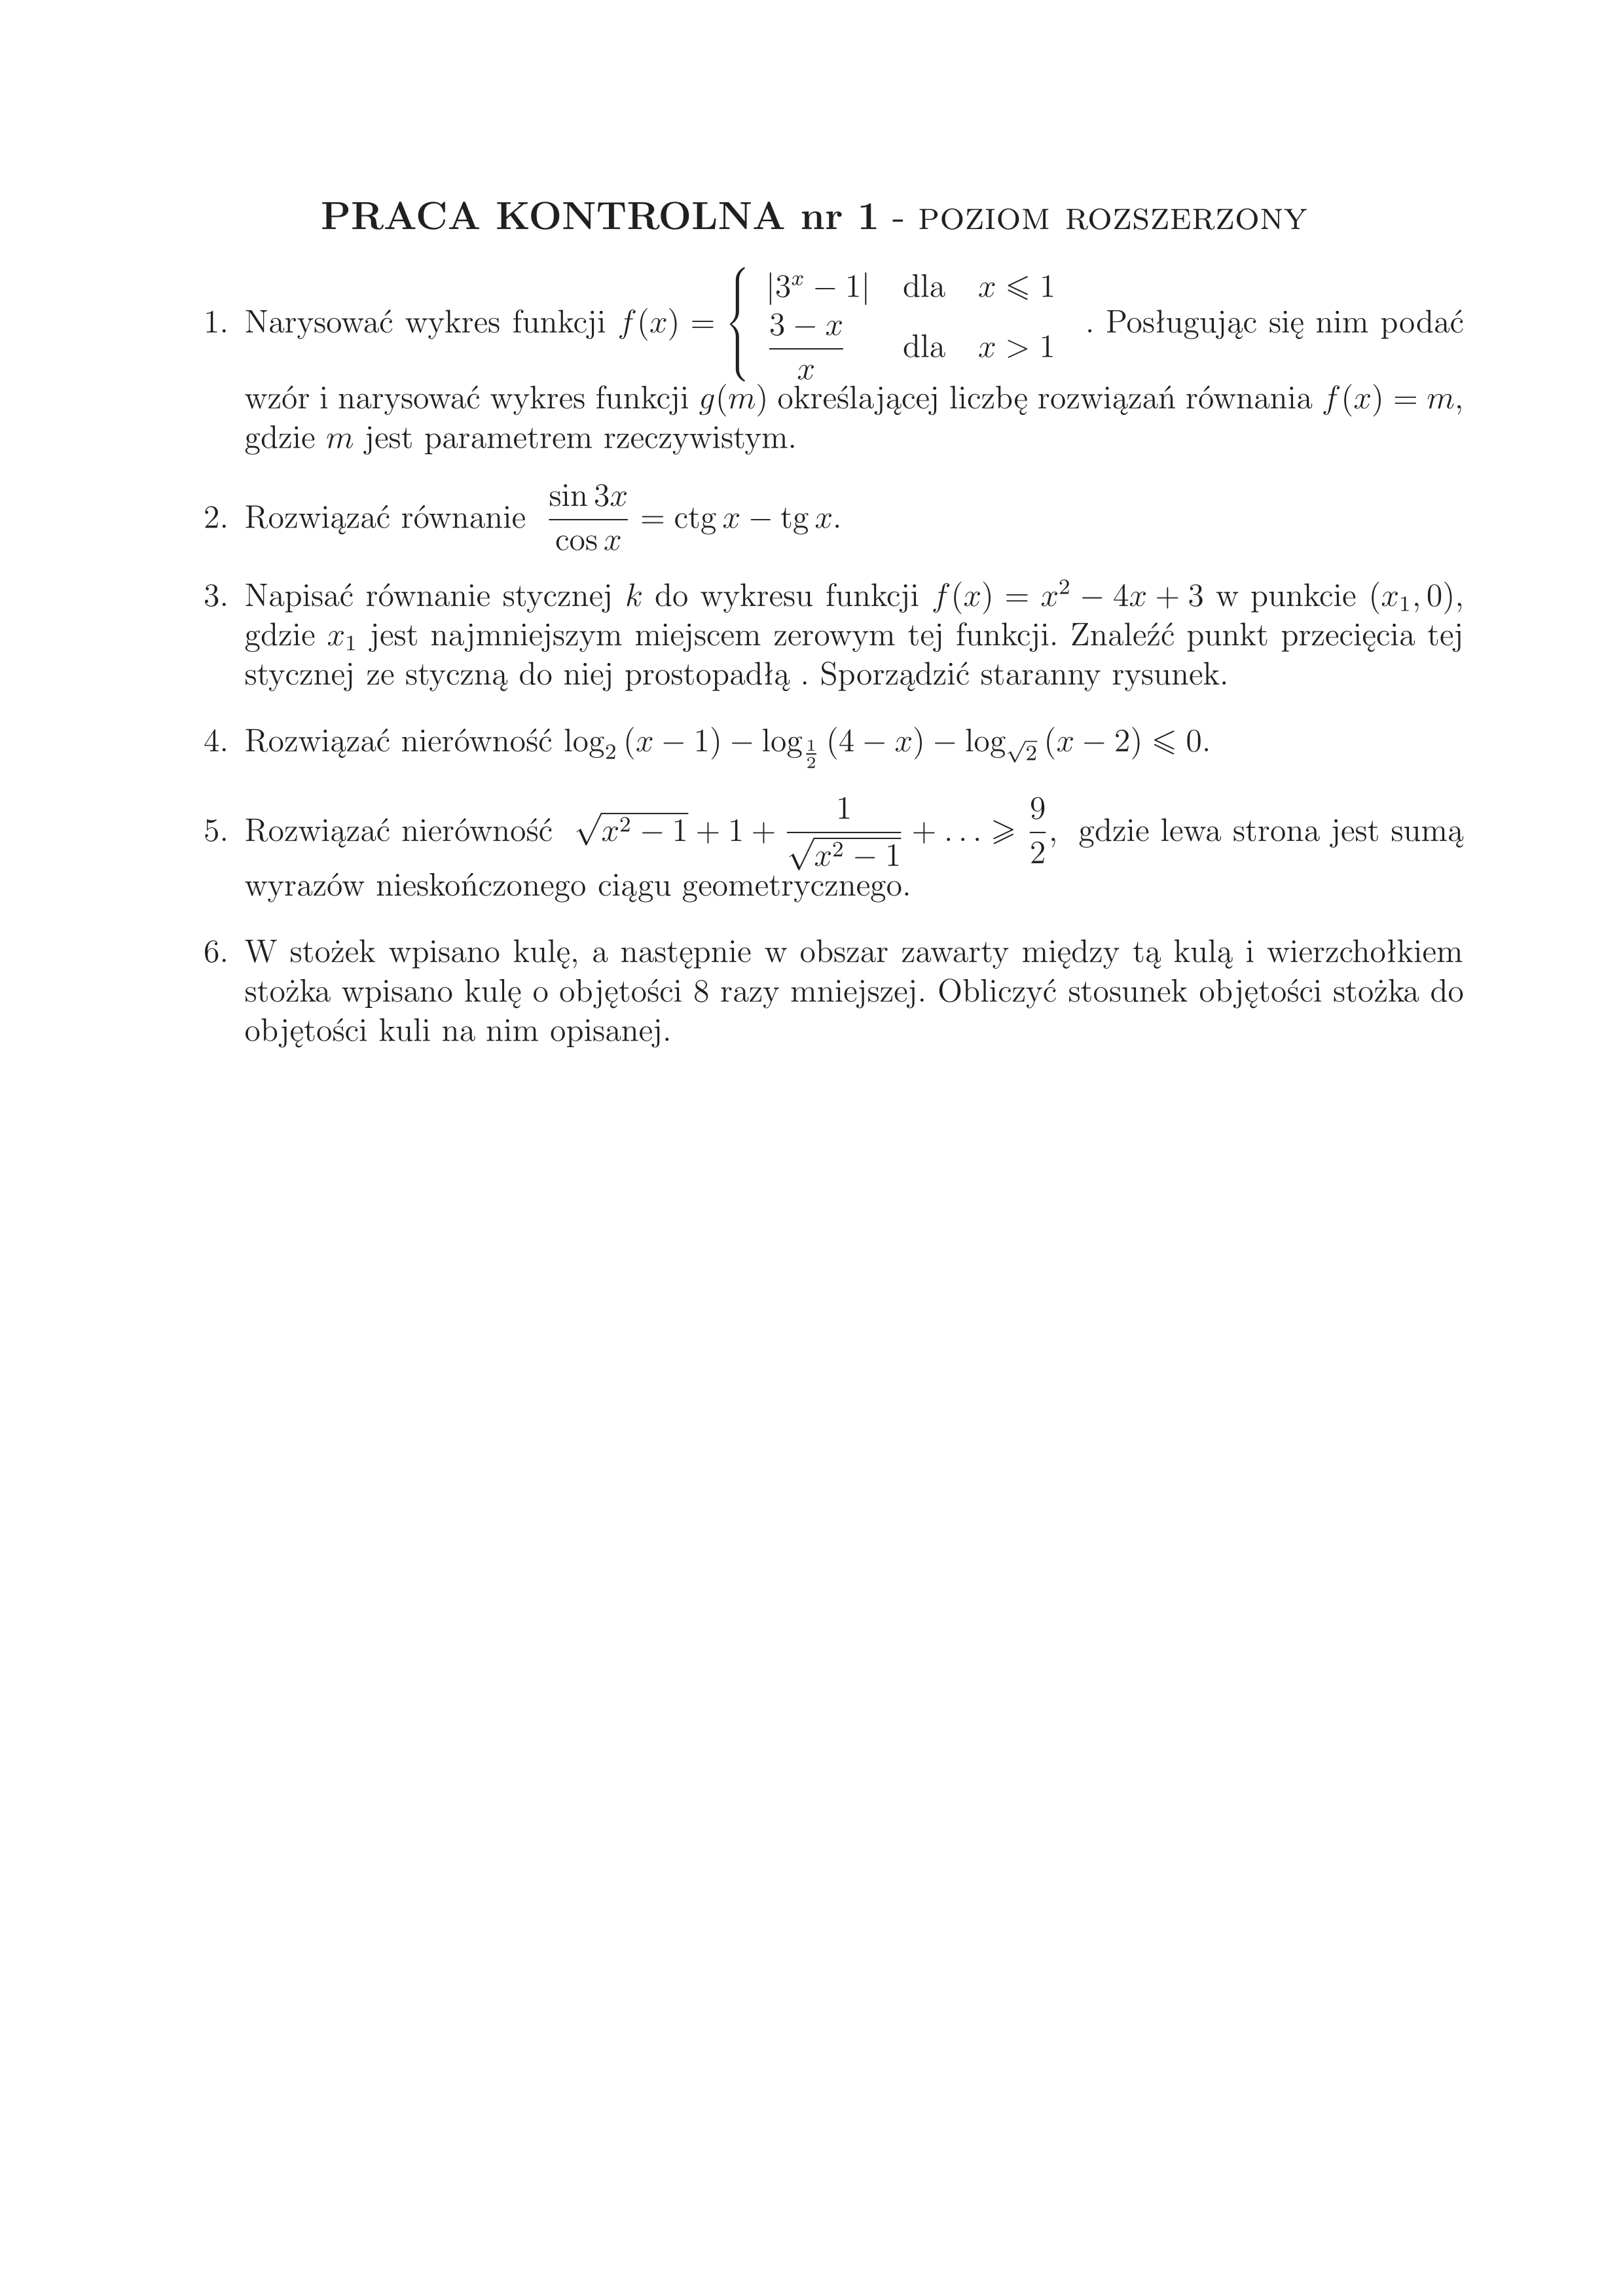 PRACA KONTROLNA nr 1 - POZIOM ROZSZERZONY
1. Narysować wykres funkcji $f(x) = \begin{cases} |3^x - 1| & \text{dla } x \leqslant 1 \\ \dfrac{3-x}{x} & \text{dla } x > 1 \end{cases}$. Posługując się nim podać
wzór i narysować wykres funkcji $g(m)$ określającej liczbę rozwiązań równania $f(x) = m$,
gdzie $m$ jest parametrem rzeczywistym.
2. Rozwiązać równanie $\dfrac{\sin 3x}{\cos x} = \operatorname{ctg} x - \operatorname{tg} x$.
3. Napisać równanie stycznej $k$ do wykresu funkcji $f(x) = x^2 - 4x + 3$ w punkcie $(x_1, 0)$,
gdzie $x_1$ jest najmniejszym miejscem zerowym tej funkcji. Znaleźć punkt przecięcia tej
stycznej ze styczną do niej prostopadłą . Sporządzić staranny rysunek.
4. Rozwiązać nierówność $\log_2 (x-1) - \log_{\frac{1}{2}} (4-x) - \log_{\sqrt{2}} (x-2) \leqslant 0$.
5. Rozwiązać nierówność $\sqrt{x^2-1} + 1 + \dfrac{1}{\sqrt{x^2-1}} + \ldots \geqslant \dfrac{9}{2}$, gdzie lewa strona jest sumą
wyrazów nieskończonego ciągu geometrycznego.
6. W stożek wpisano kulę, a następnie w obszar zawarty między tą kulą i wierzchołkiem
stożka wpisano kulę o objętości 8 razy mniejszej. Obliczyć stosunek objętości stożka do
objętości kuli na nim opisanej.